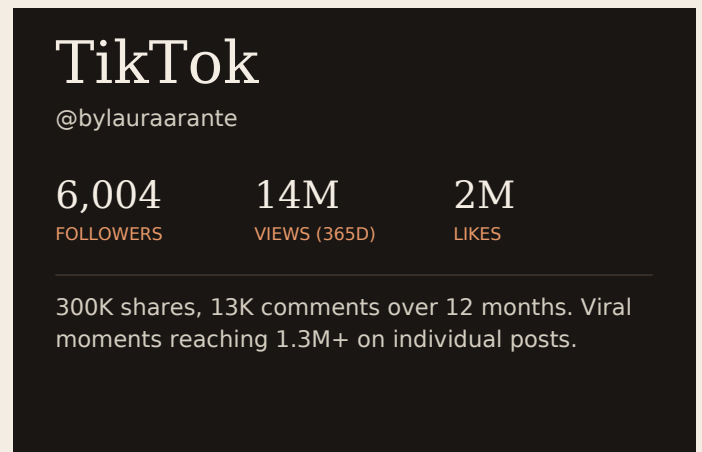 TikTok
@bylauraarante
6,004 14M 2M
FOLLOWERS VIEWS (365D) LIKES
300K shares, 13K comments over 12 months. Viral
moments reaching 1.3M+ on individual posts.